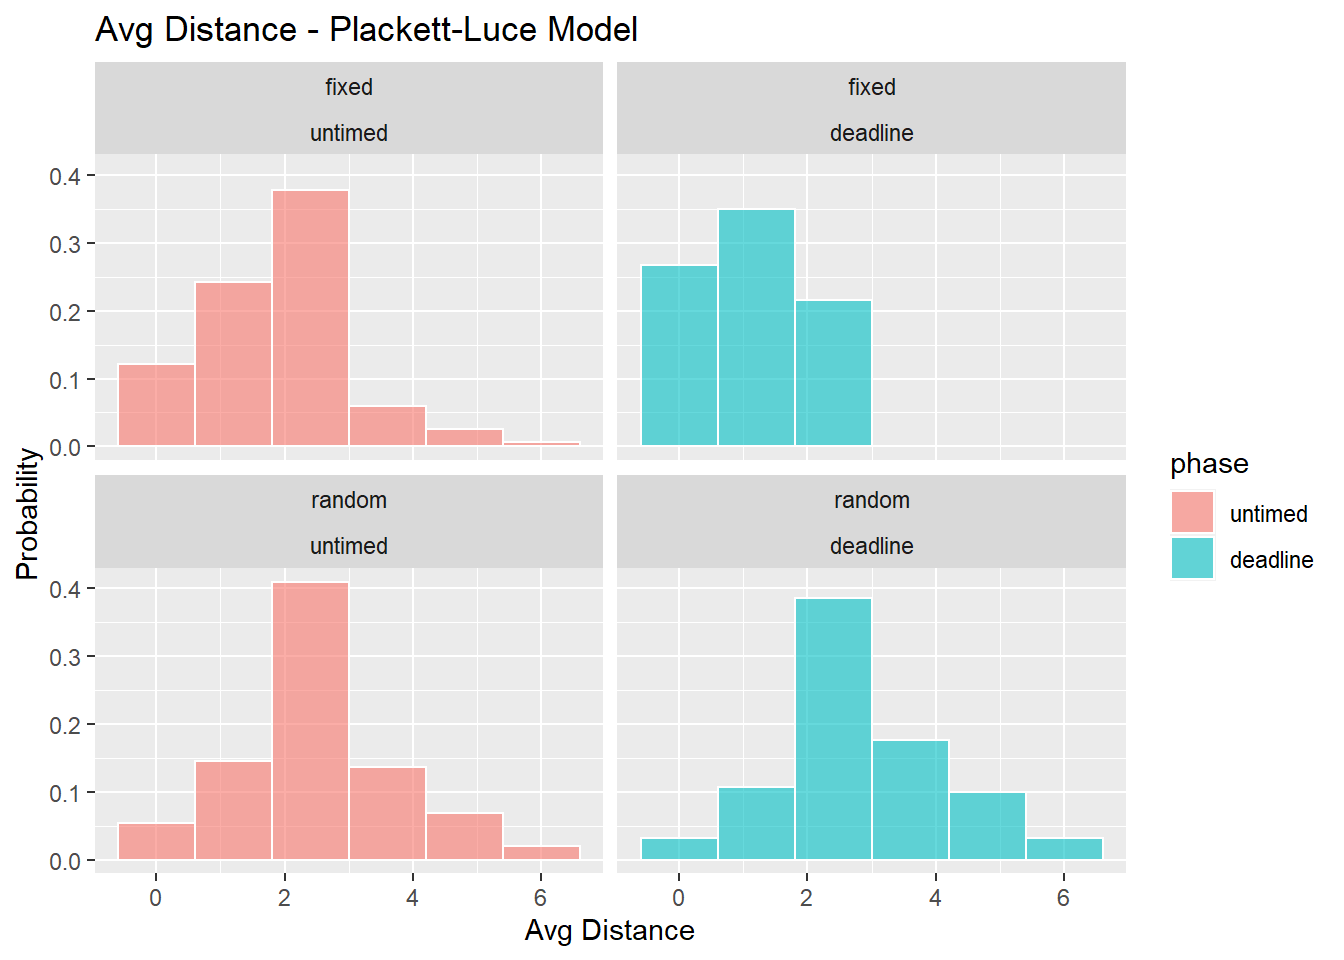 Avg Distance - Plackett-Luce Model
fixed
untimed
fixed
deadline
0.4
0.3
0.2
0.1
0.0
random
untimed
random
deadline
0.4
0.3
0.2
0.1
0.0
0 2 4 6
0 2 4 6
Avg Distance
Probability
phase
untimed
deadline